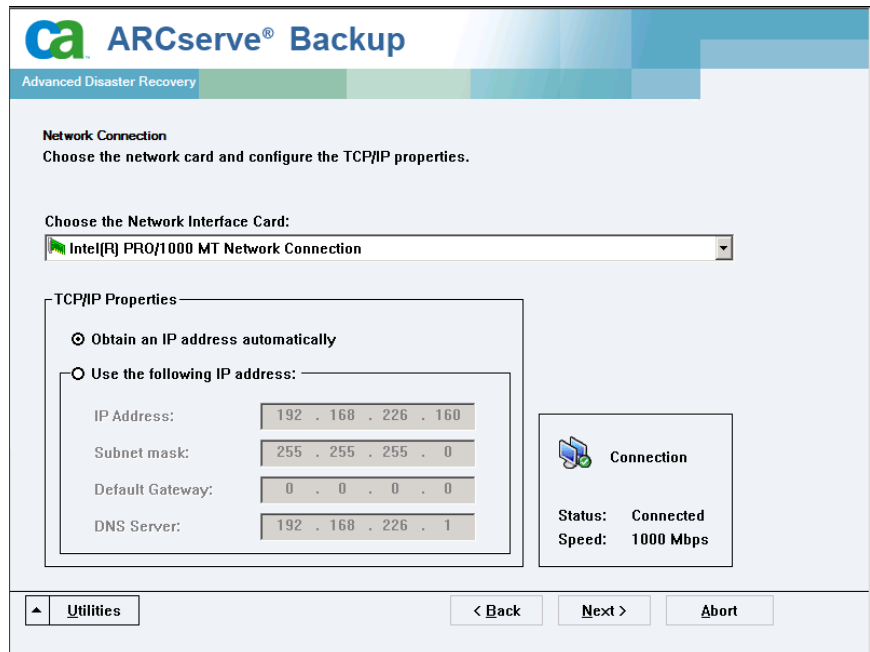 ca™ ARCserve® Backup
Advanced Disaster Recovery
Network Connection
Choose the network card and configure the TCP/IP properties.
Choose the Network Interface Card:
Intel(R) PRO/1000 MT Network Connection
TCP/IP Properties
Obtain an IP address automatically
Use the following IP address:
IP Address: 192 . 168 . 226 . 160
Subnet mask: 255 . 255 . 255 . 0
Default Gateway: 0 . 0 . 0 . 0
DNS Server: 192 . 168 . 226 . 1
Connection
Status: Connected
Speed: 1000 Mbps
Utilities
< Back
Next >
Abort